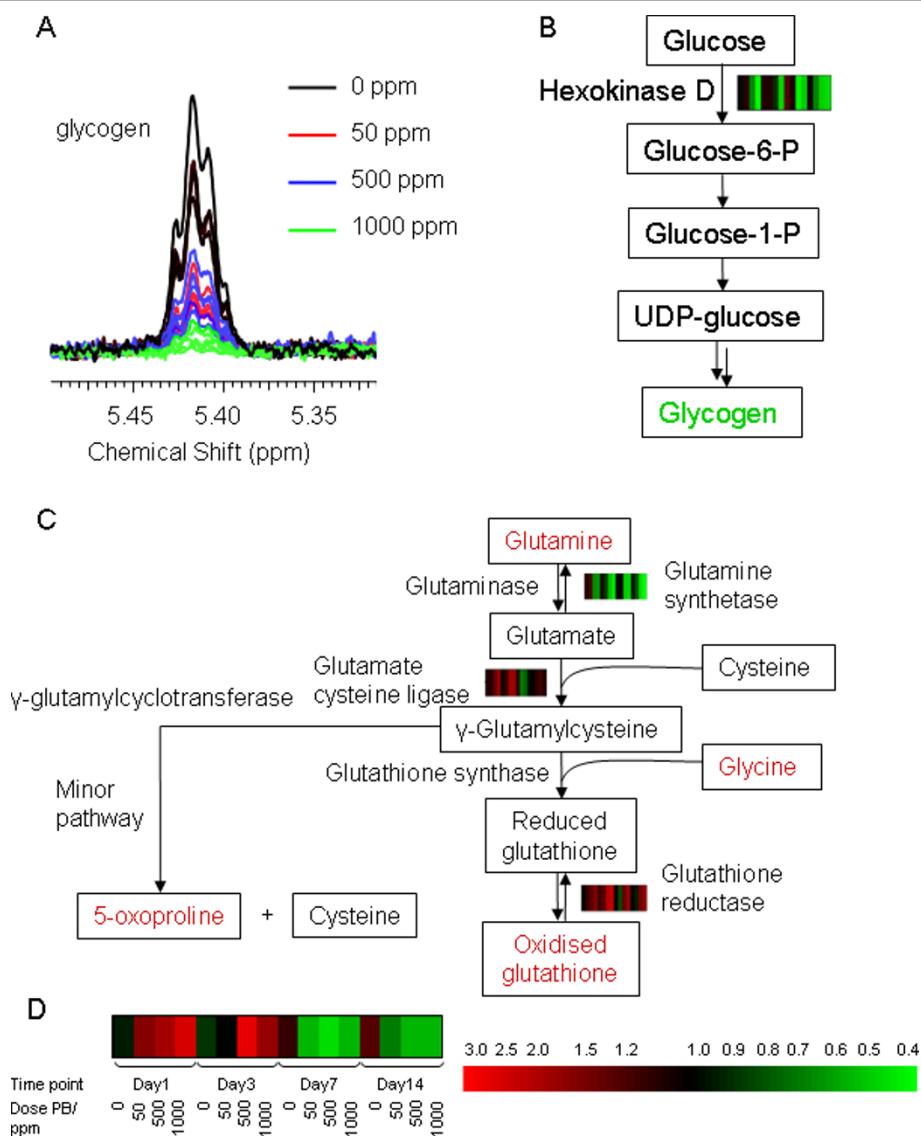 A
glycogen
0 ppm
50 ppm
500 ppm
1000 ppm
5.45 5.40 5.35
Chemical Shift (ppm)
B
Glucose
Hexokinase D
Glucose-6-P
Glucose-1-P
UDP-glucose
Glycogen
C
Glutamine
Glutaminase
Glutamine
synthetase
Glutamate
Glutamate
cysteine ligase
Cysteine
γ-glutamylcyclotransferase
γ-Glutamylcysteine
Glutathione synthase
Glycine
Minor
pathway
Reduced
glutathione
Glutathione
reductase
5-oxoproline + Cysteine
Oxidised
glutathione
D
3.0 2.5 2.0 1.5 1.2 1.0 0.9 0.8 0.7 0.6 0.5 0.4
Time point Day1 Day3 Day7 Day14
Dose PB/
ppm
0 50 500 1000 0 50 500 1000 0 50 500 1000 0 50 500 1000